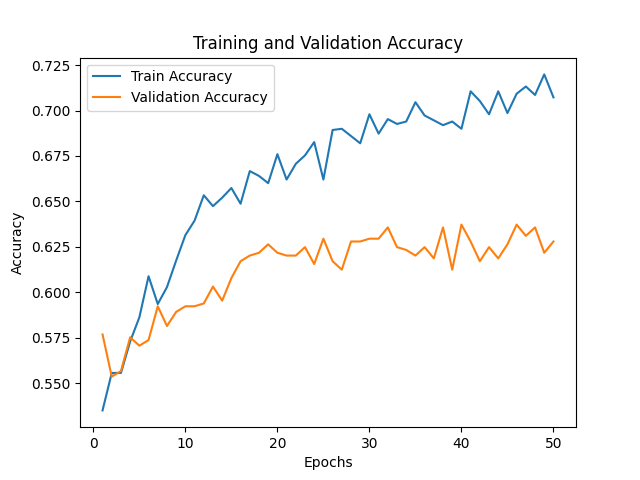 Training and Validation Accuracy
Train Accuracy
Validation Accuracy
Accuracy
0.725
0.700
0.675
0.650
0.625
0.600
0.575
0.550
0 10 20 30 40 50
Epochs